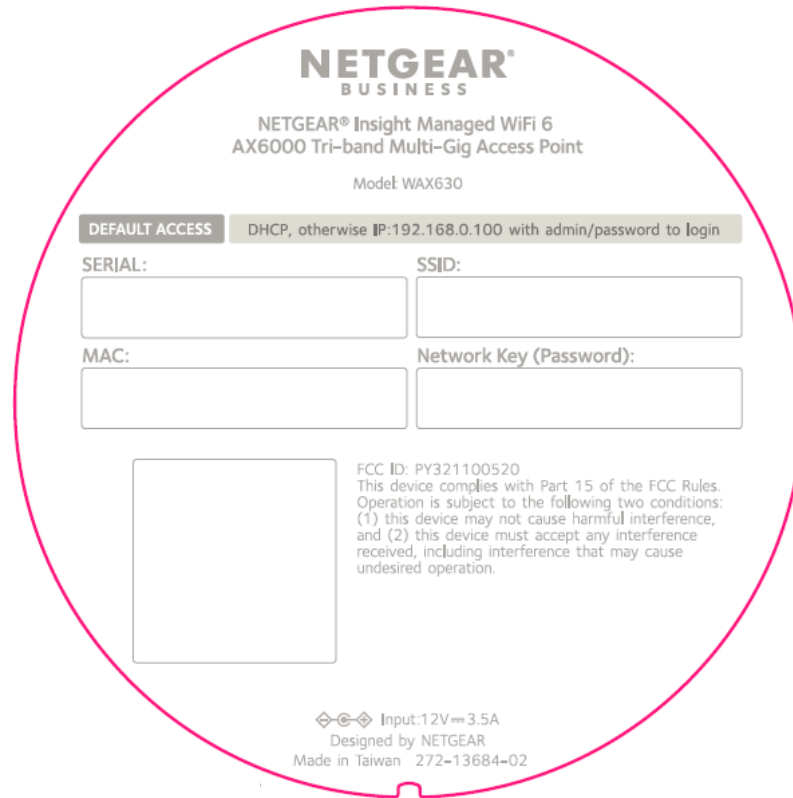 NETGEAR®
BUSINESS
NETGEAR® Insight Managed WiFi 6
AX6000 Tri-band Multi-Gig Access Point
Model: WAX630
DEFAULT ACCESS DHCP, otherwise IP:192.168.0.100 with admin/password to login
SERIAL: SSID:
MAC: Network Key (Password):
FCC ID: PY321100520
This device complies with Part 15 of the FCC Rules.
Operation is subject to the following two conditions:
(1) this device may not cause harmful interference,
and (2) this device must accept any interference
received, including interference that may cause
undesired operation.
Input:12V⎓3.5A
Designed by NETGEAR
Made in Taiwan 272-13684-02